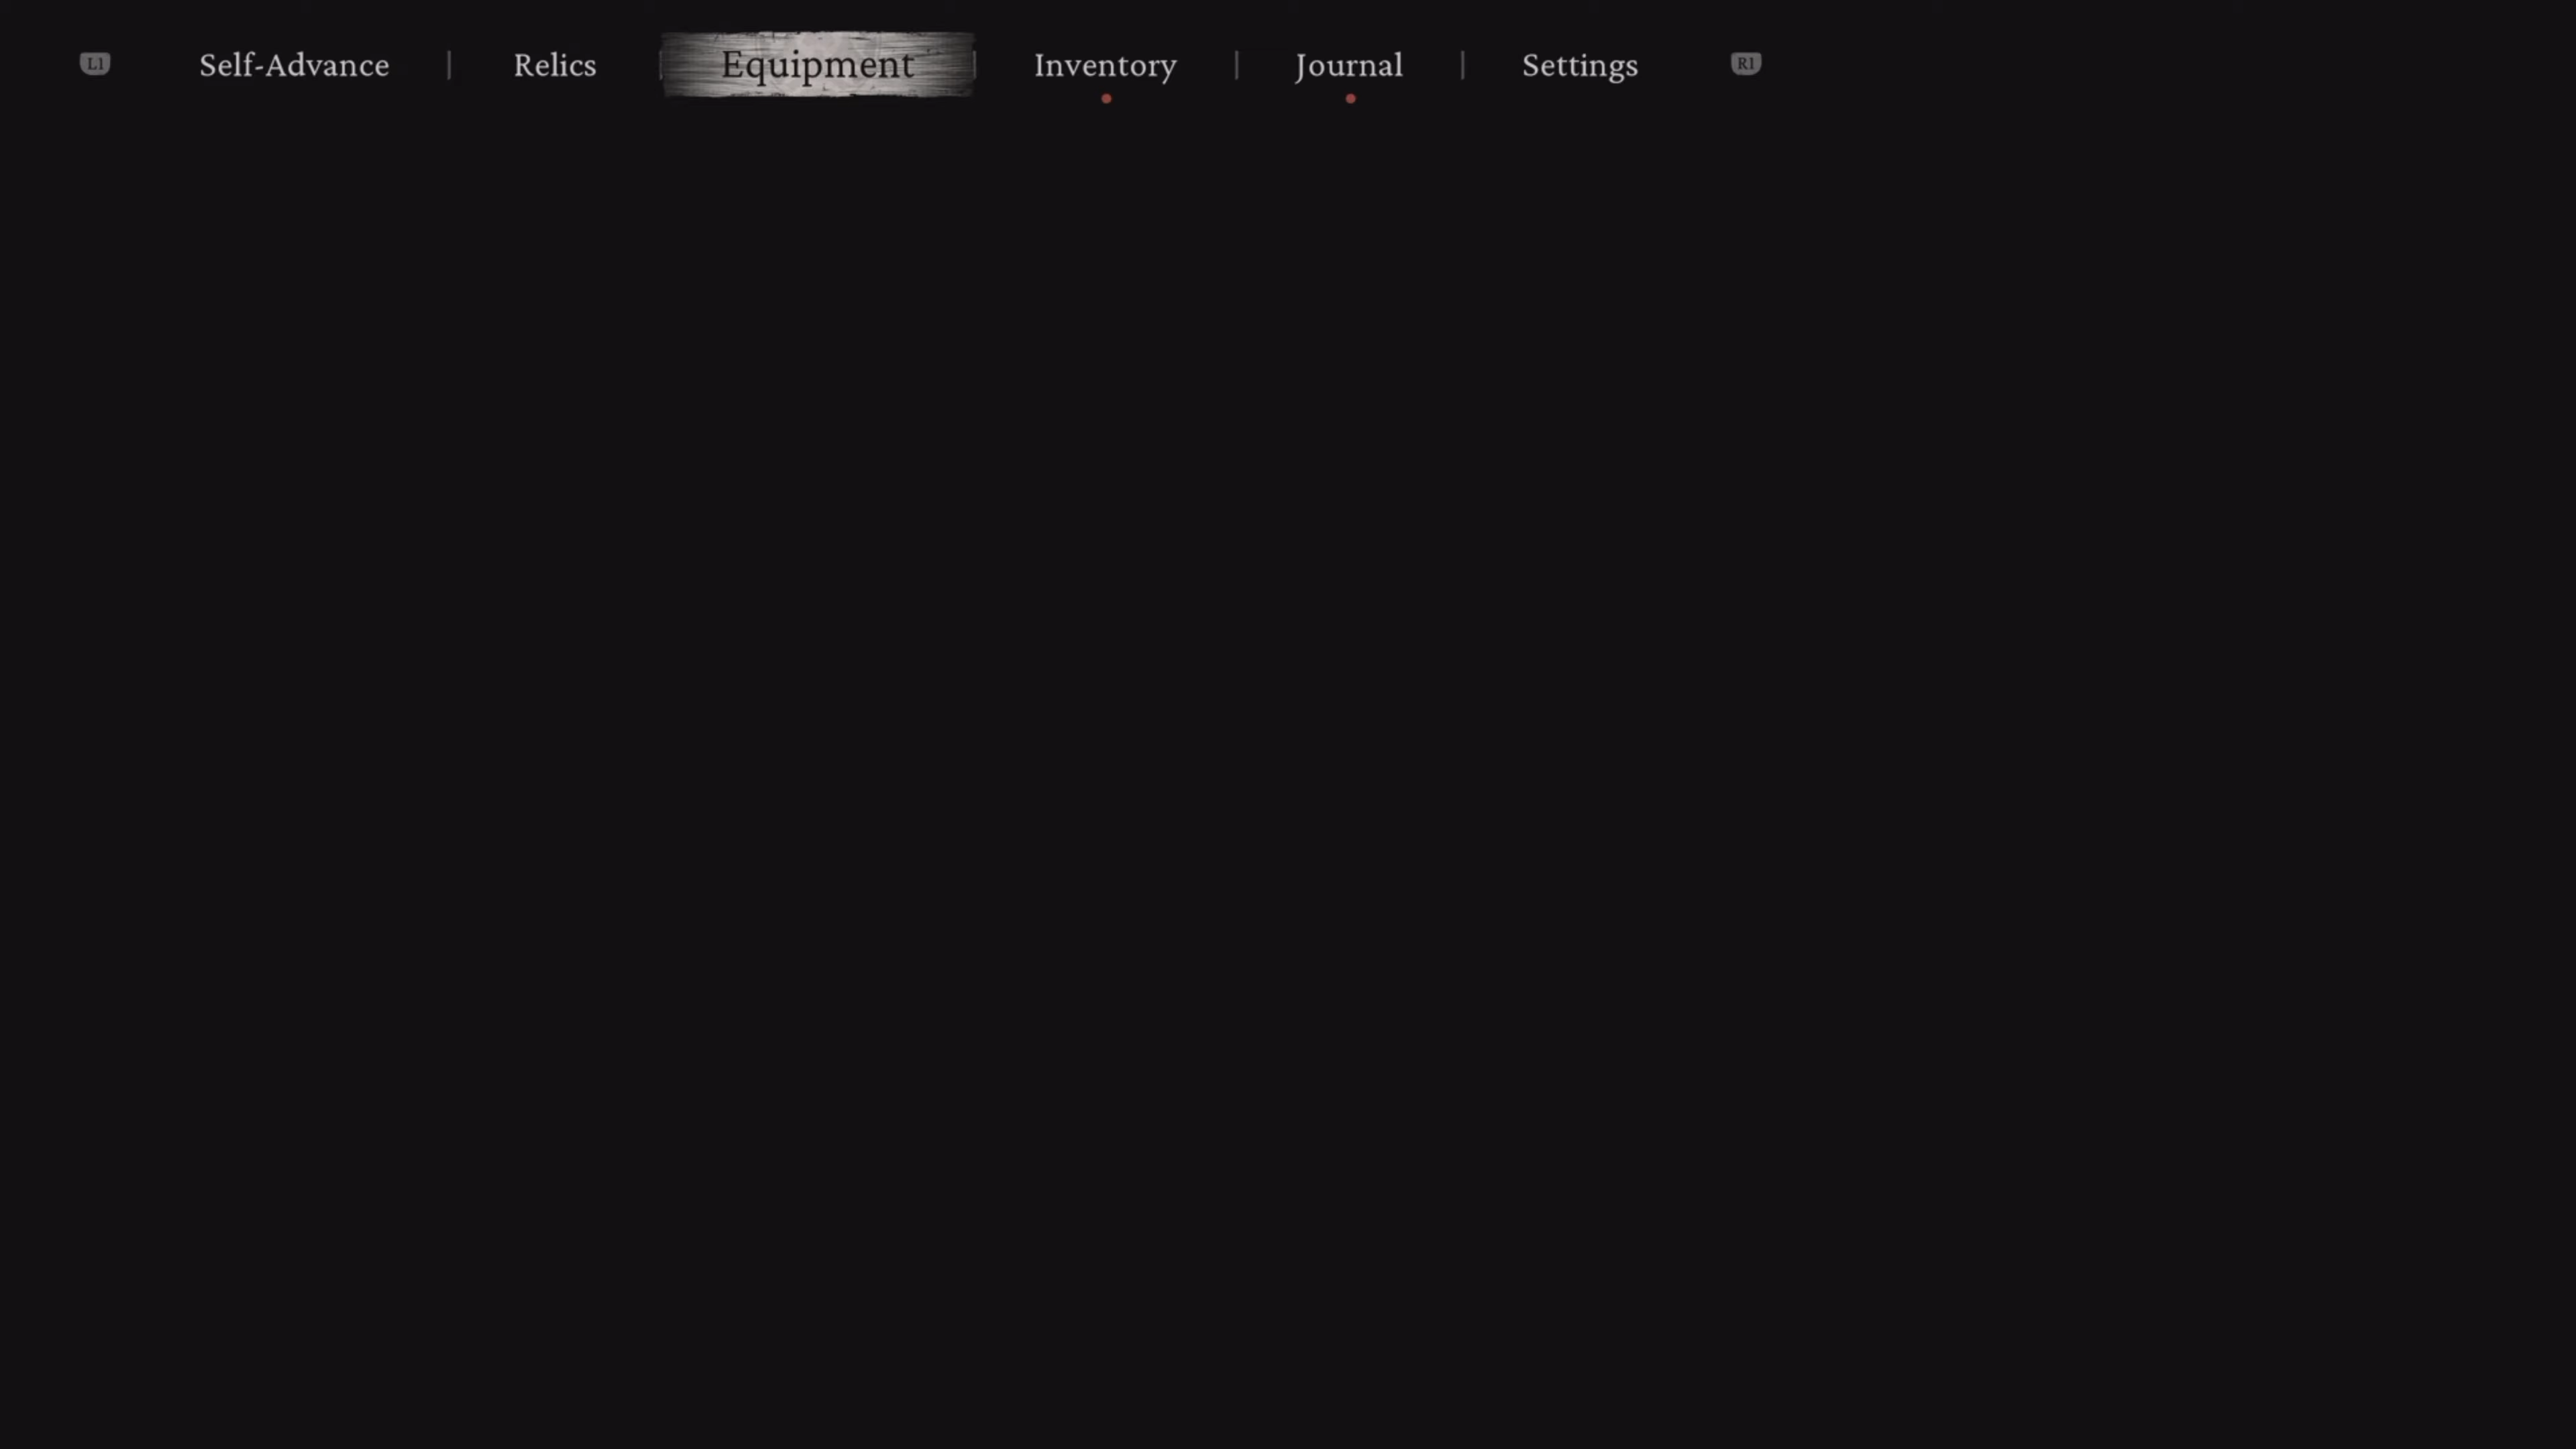 L1 Self-Advance | Relics | Equipment | Inventory | Journal | Settings R1